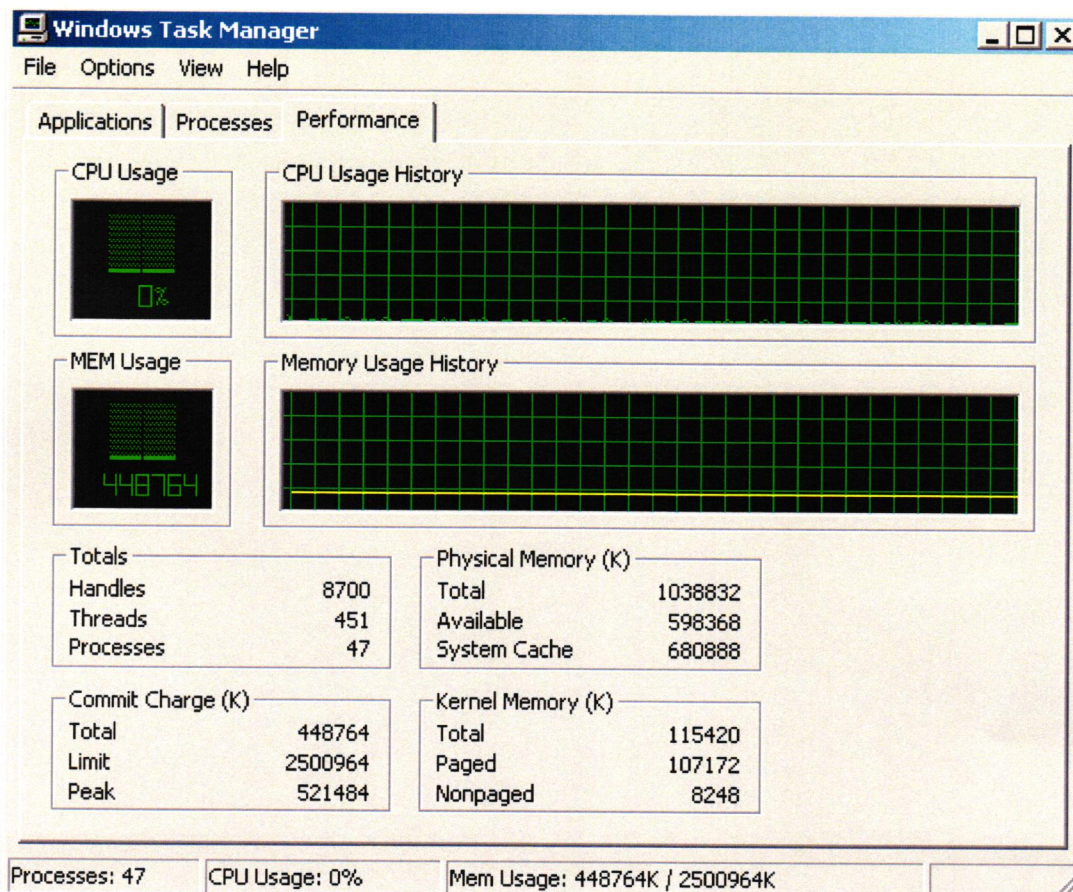 Windows Task Manager
File Options View Help
Applications Processes Performance
CPU Usage CPU Usage History
0%
MEM Usage Memory Usage History
448764
Totals
Handles 8700
Threads 451
Processes 47
Physical Memory (K)
Total 1038832
Available 598368
System Cache 680888
Commit Charge (K)
Total 448764
Limit 2500964
Peak 521484
Kernel Memory (K)
Total 115420
Paged 107172
Nonpaged 8248
Processes: 47 CPU Usage: 0% Mem Usage: 448764K / 2500964K